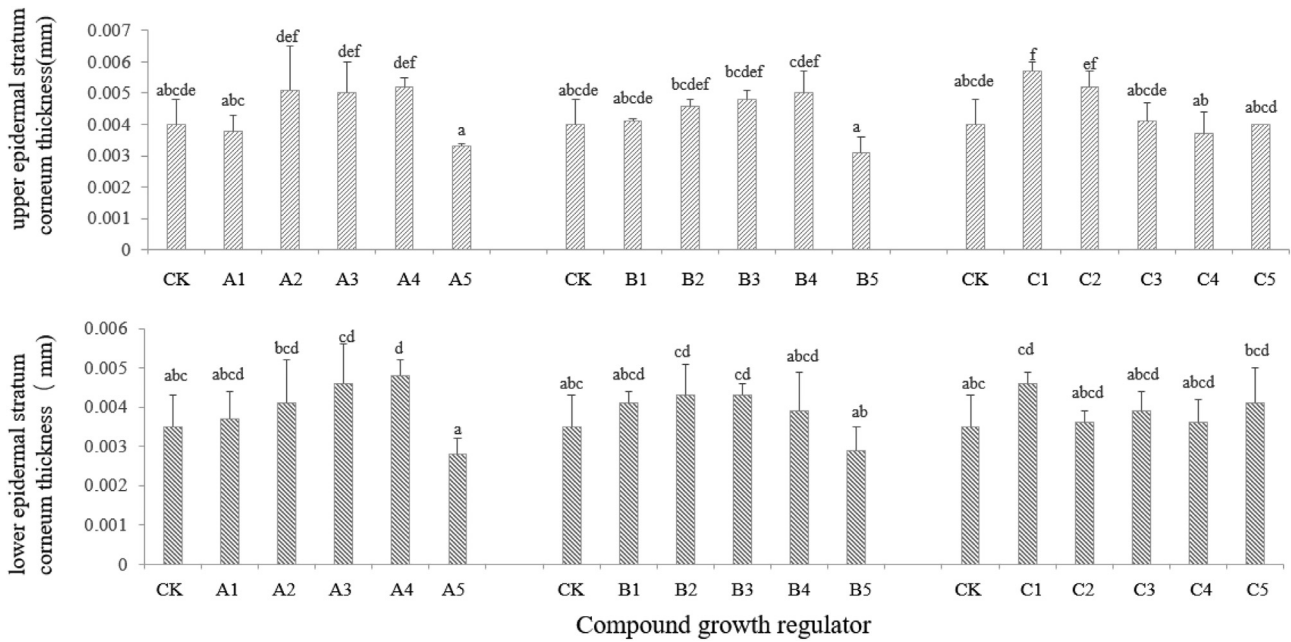 upper epidermal stratum
corneum thickness(mm)
0.007
0.006
0.005
0.004
0.003
0.002
0.001
0
abcde
abc
def
def
def
a
abcde
abcde
bcdef
bcdef
cdef
a
abcde
f
ef
abcde
ab
abcd
CK A1 A2 A3 A4 A5 CK B1 B2 B3 B4 B5 CK C1 C2 C3 C4 C5
lower epidermal stratum
corneum thickness ( mm)
0.006
0.005
0.004
0.003
0.002
0.001
0
abc
abcd
bcd
cd
d
a
abc
abcd
cd
cd
abcd
ab
abc
cd
abcd
abcd
abcd
bcd
CK A1 A2 A3 A4 A5 CK B1 B2 B3 B4 B5 CK C1 C2 C3 C4 C5
Compound growth regulator